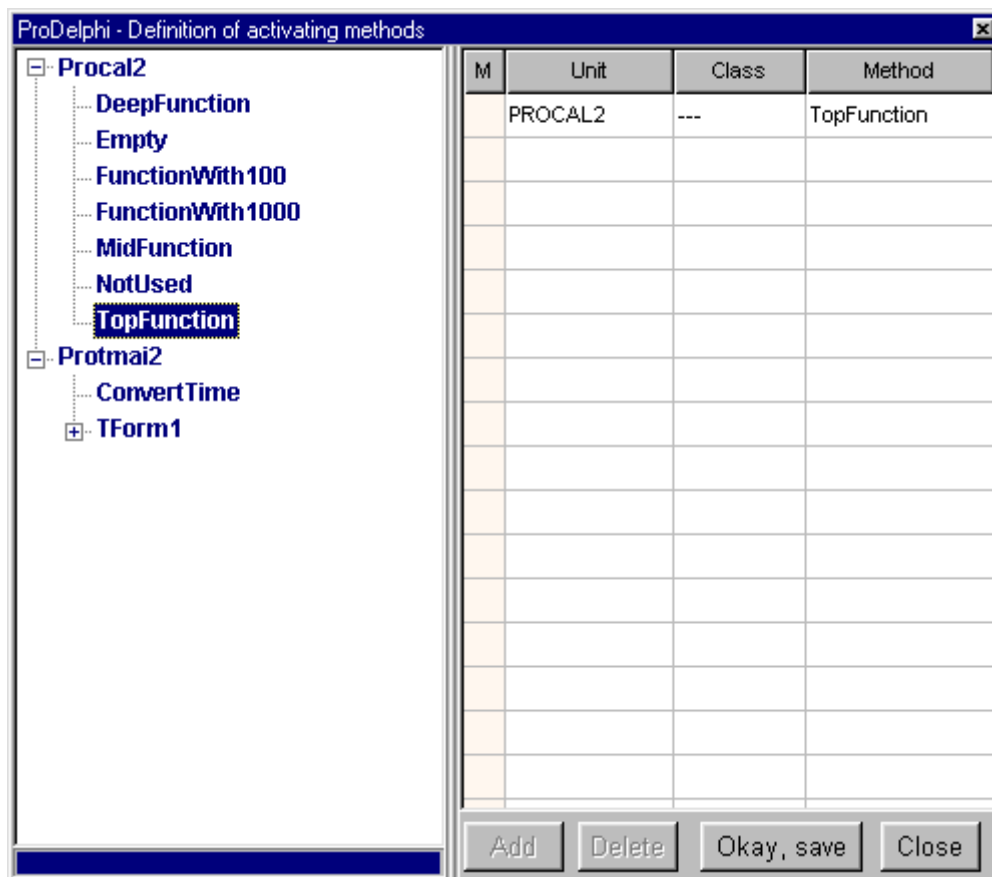 ProDelphi - Definition of activating methods
Procal2
DeepFunction
Empty
FunctionWith100
FunctionWith1000
MidFunction
NotUsed
TopFunction
Protmai2
ConvertTime
TForm1
M Unit Class Method
PROCAL2 --- TopFunction
Add Delete Okay, save Close